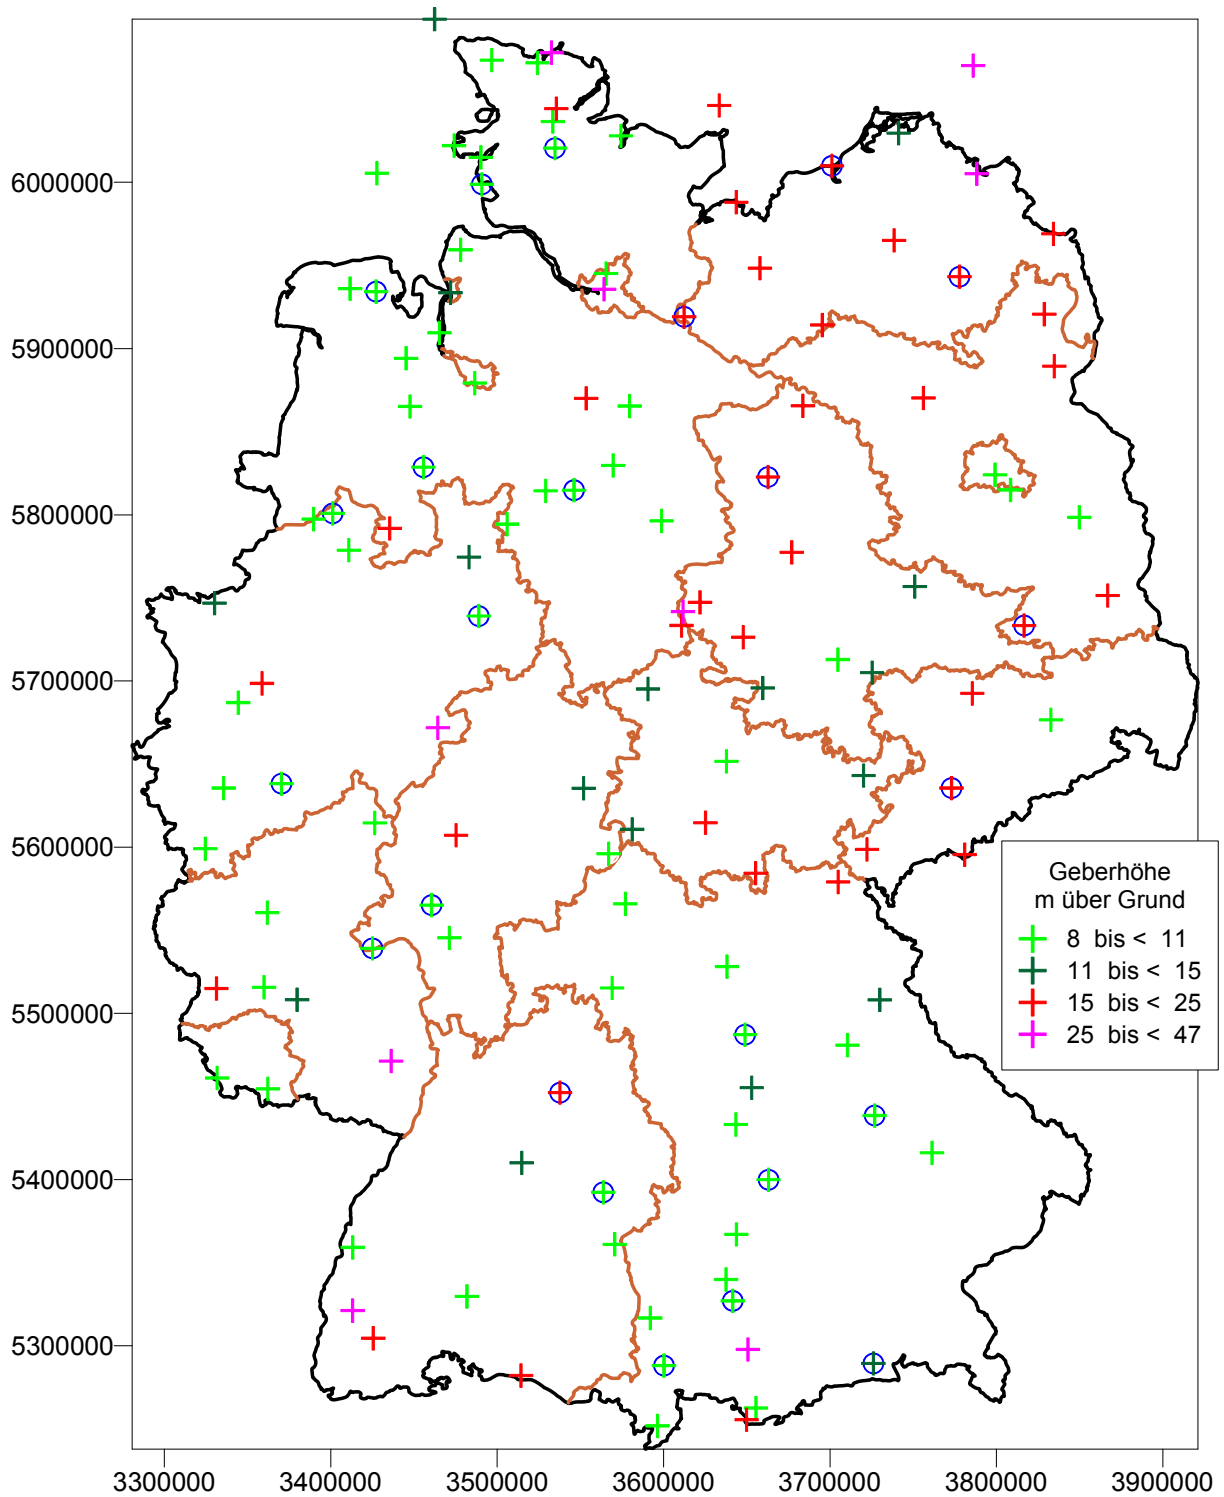 6000000
5900000
5800000
5700000
5600000
5500000
5400000
5300000
Geberhöhe
m über Grund
8 bis < 11
11 bis < 15
15 bis < 25
25 bis < 47
3300000 3400000 3500000 3600000 3700000 3800000 3900000